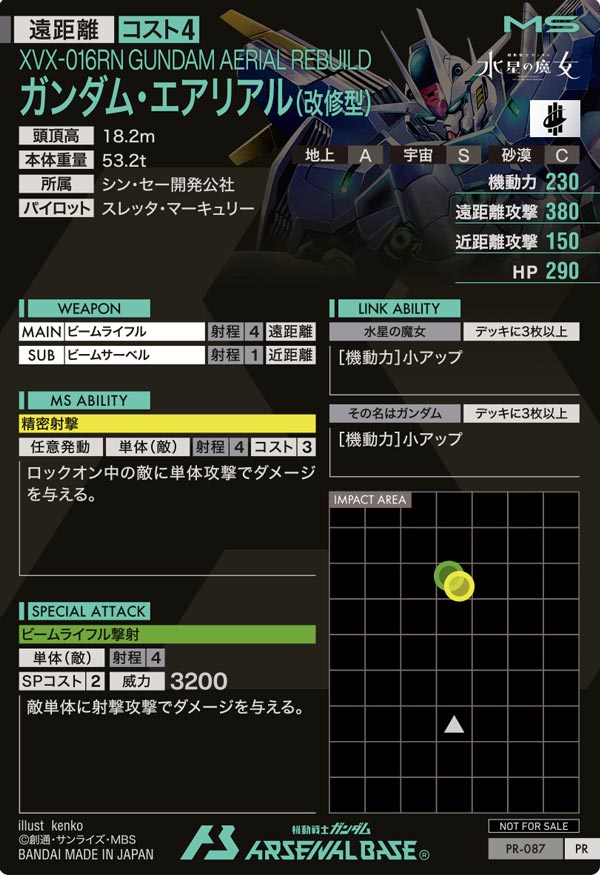 遠距離 コスト4 MS
XVX-016RN GUNDAM AERIAL REBUILD
機動戦士ガンダム
水星の魔女
ガンダム・エアリアル(改修型)
頭頂高 18.2m
本体重量 53.2t
所属 シン・セー開発公社
パイロット スレッタ・マーキュリー
地上 A 宇宙 S 砂漠 C
機動力 230
遠距離攻撃 380
近距離攻撃 150
HP 290
WEAPON
MAIN ビームライフル 射程 4 遠距離
SUB ビームサーベル 射程 1 近距離
MS ABILITY
精密射撃
任意発動 単体(敵) 射程 4 コスト 3
ロックオン中の敵に単体攻撃でダメージ
を与える。
SPECIAL ATTACK
ビームライフル撃射
単体(敵) 射程 4
SPコスト 2 威力 3200
敵単体に射撃攻撃でダメージを与える。
LINK ABILITY
水星の魔女 デッキに3枚以上
[機動力]小アップ
その名はガンダム デッキに3枚以上
[機動力]小アップ
IMPACT AREA
illust kenko
©創通・サンライズ・MBS
BANDAI MADE IN JAPAN
機動戦士ガンダム
ARSENAL BASE®
NOT FOR SALE
PR-087 PR